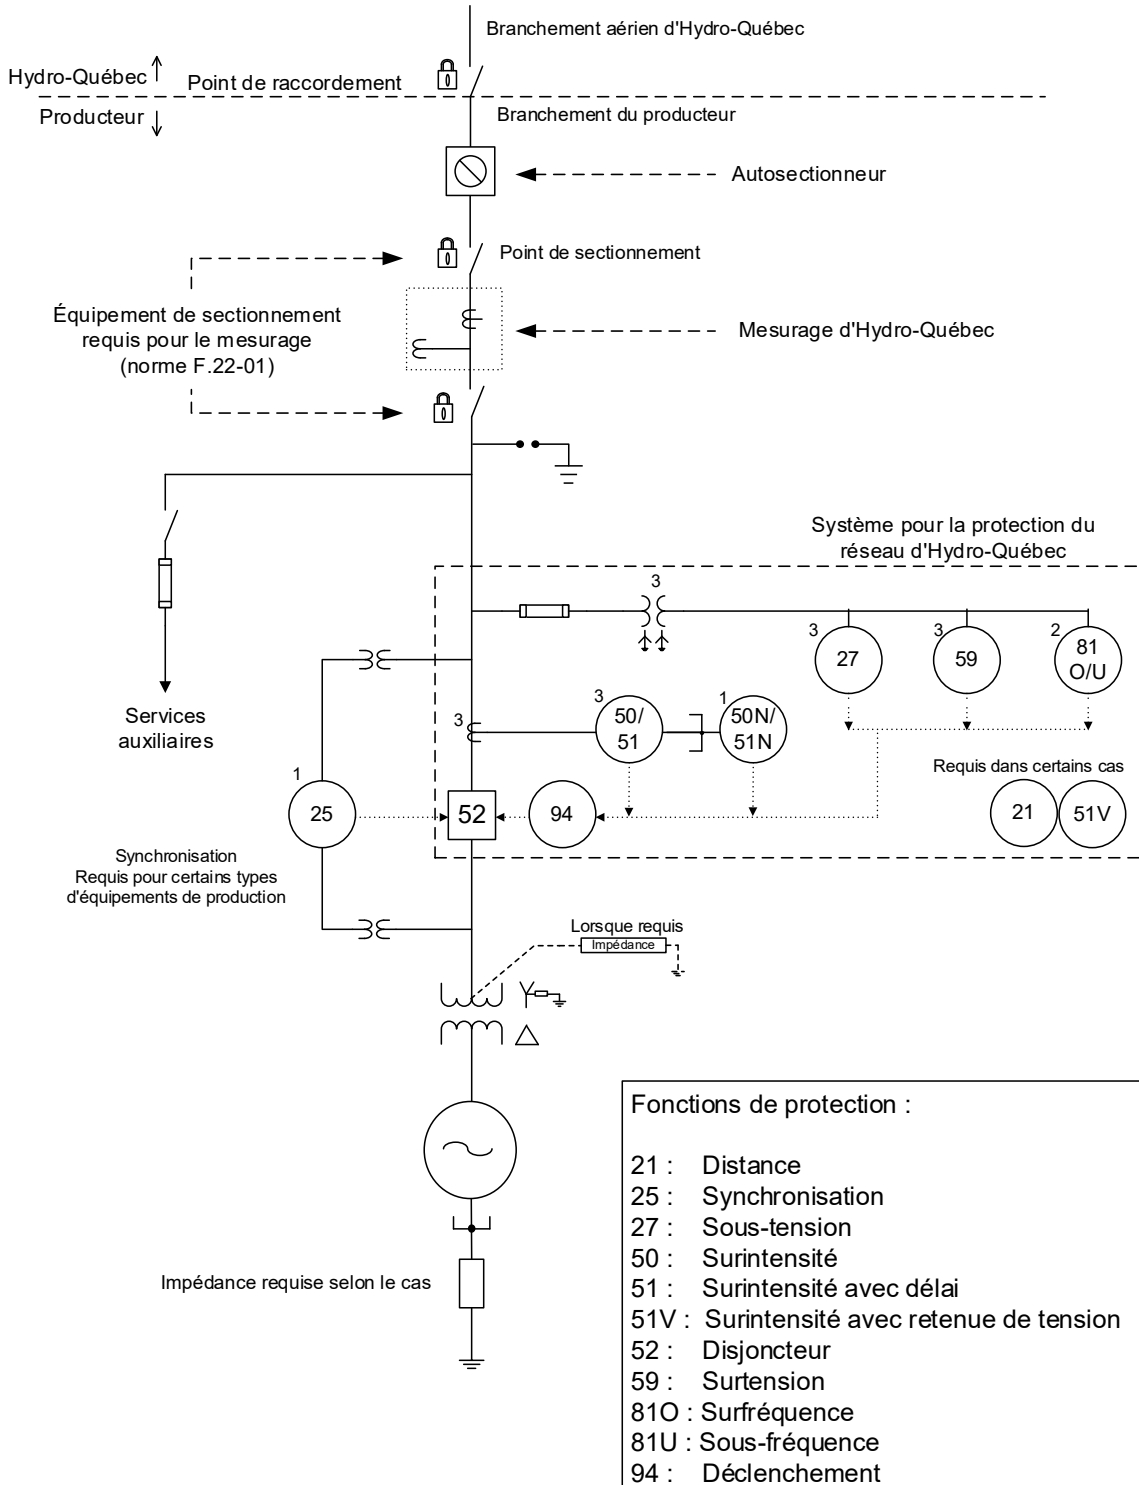 Branchement aérien d'Hydro-Québec
Hydro-Québec
Point de raccordement
Producteur
Branchement du producteur
Autosectionneur
Point de sectionnement
Équipement de sectionnement
requis pour le mesurage
(norme F.22-01)
Mesurage d'Hydro-Québec
Système pour la protection du
réseau d'Hydro-Québec
3
3
27
3
59
2
81
O/U
Services
auxiliaires
3
3
50/
51
1
50N/
51N
Requis dans certains cas
21
51V
1
25
52
94
Synchronisation
Requis pour certains types
d'équipements de production
Lorsque requis
Impédance
Impédance requise selon le cas
Fonctions de protection :
21 : Distance
25 : Synchronisation
27 : Sous-tension
50 : Surintensité
51 : Surintensité avec délai
51V : Surintensité avec retenue de tension
52 : Disjoncteur
59 : Surtension
81O : Surfréquence
81U : Sous-fréquence
94 : Déclenchement